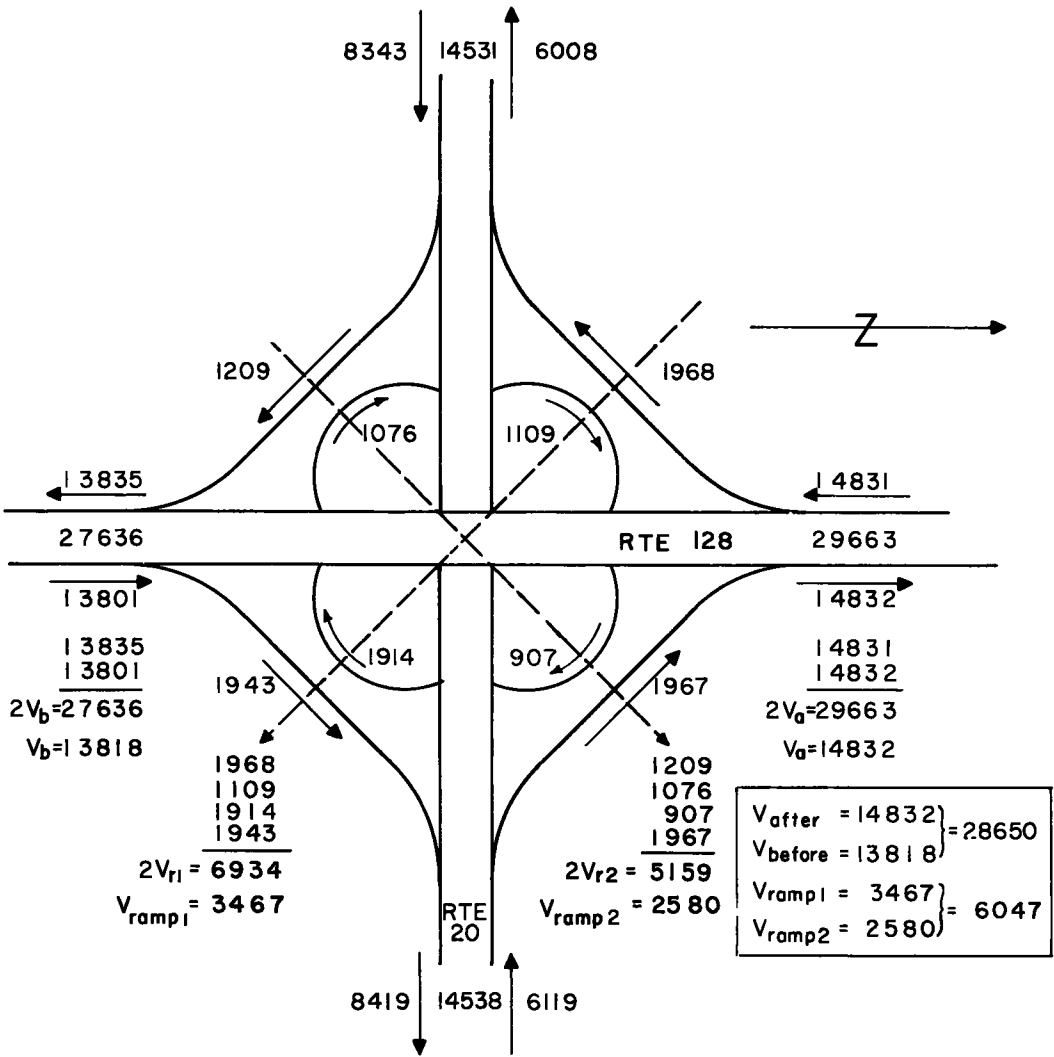 8343 14531 6008
Z
1209
1968
1076
1109
13835
14831
27636
RTE 128
29663
13801
14832
1914
907
1943
1967
13835
13801
2Vb=27636
Vb=13818
14831
14832
2Va=29663
Va=14832
1968
1109
1914
1943
2Vr1= 6934
Vramp1= 3467
1209
1076
907
1967
2Vr2= 5159
Vramp2 = 2580
Vafter = 14832
Vbefore = 13818
}= 28650
Vramp1 = 3467
Vramp2 = 2580
}= 6047
RTE
20
8419 14538 6119